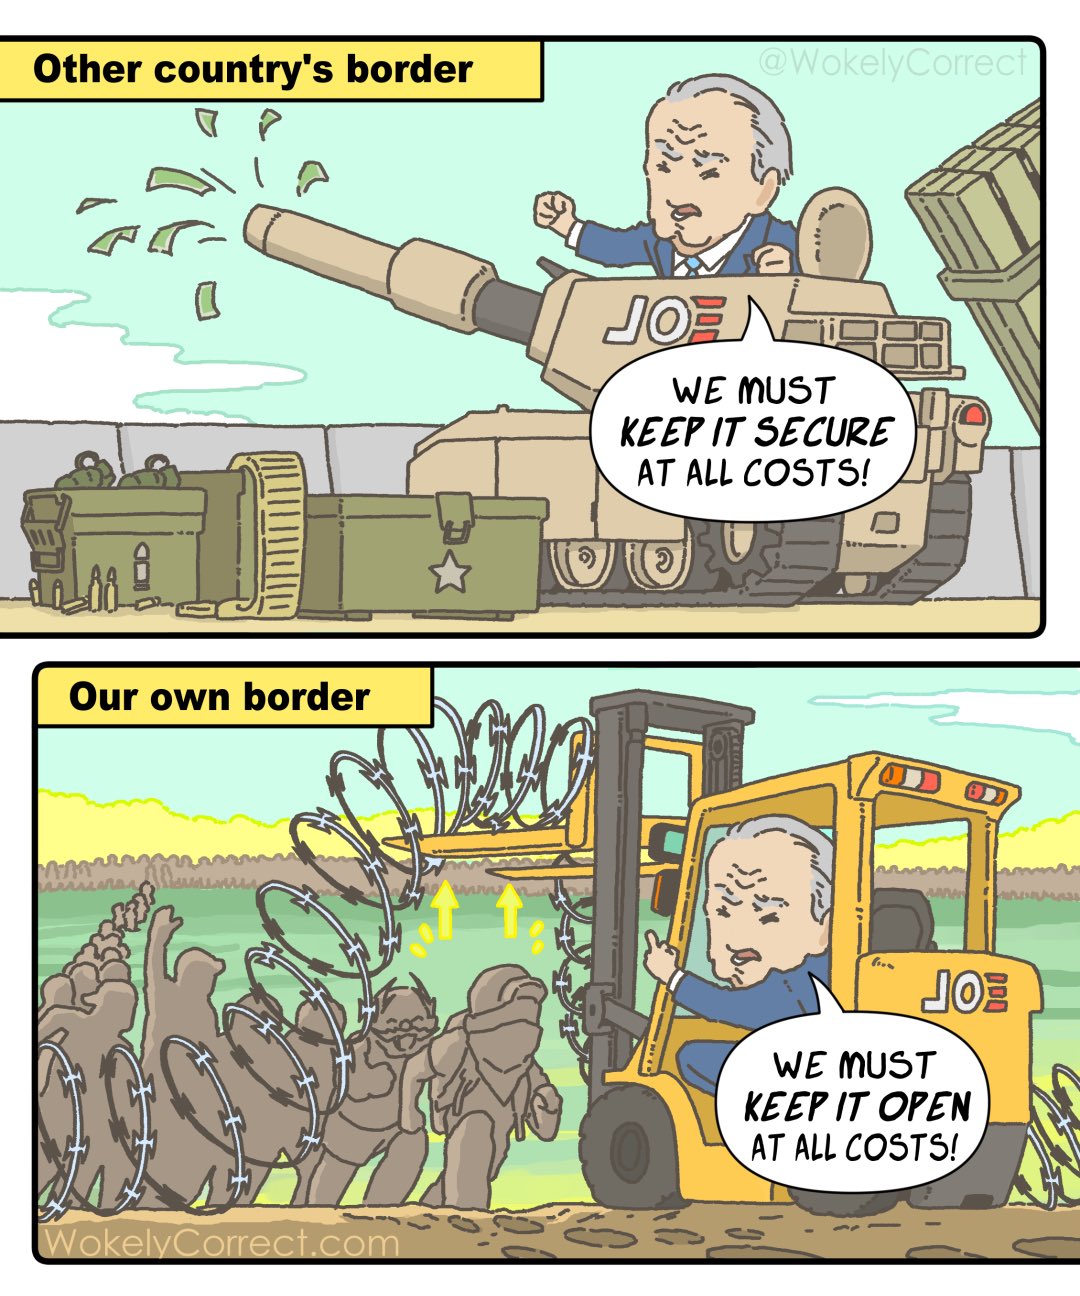 Other country's border
@WokelyCorrect
JOE
WE MUST
KEEP IT SECURE
AT ALL COSTS!
Our own border
JOE
WE MUST
KEEP IT OPEN
AT ALL COSTS!
WokelyCorrect.com